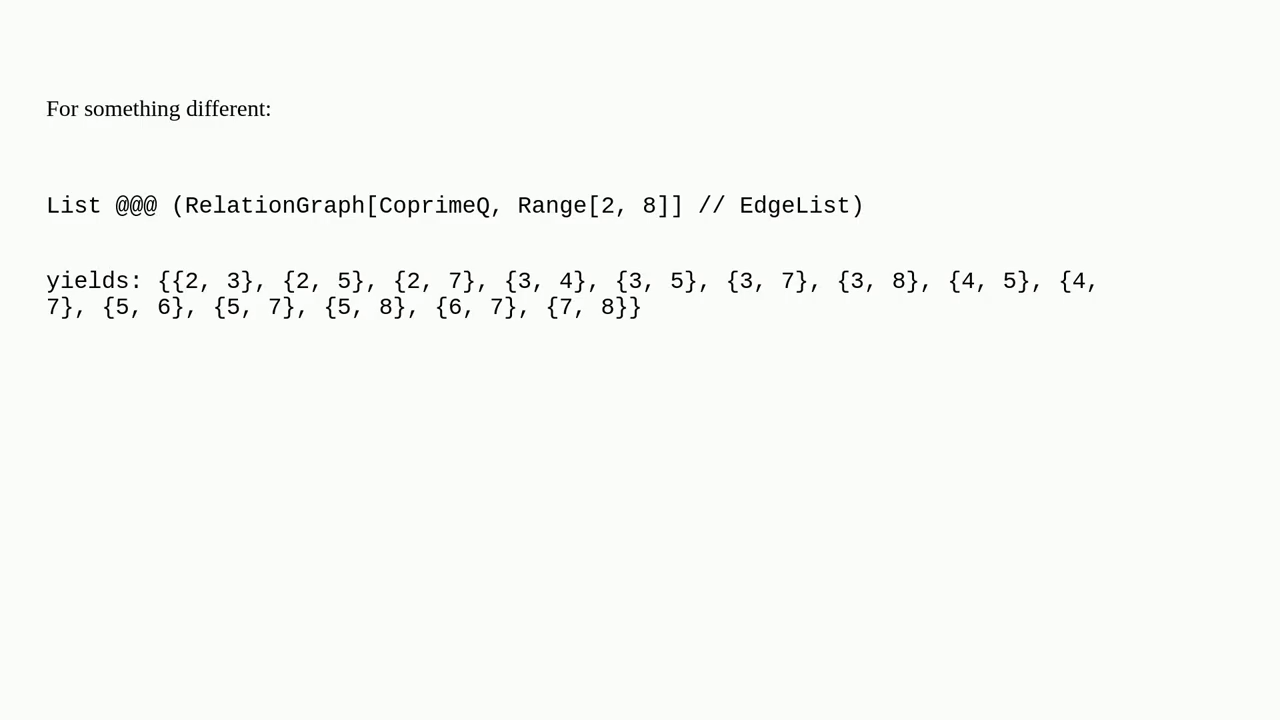 For something different:
List @@@ (RelationGraph[CoprimeQ, Range[2, 8]] // EdgeList)
yields: {{2, 3}, {2, 5}, {2, 7}, {3, 4}, {3, 5}, {3, 7}, {3, 8}, {4, 5}, {4,
7}, {5, 6}, {5, 7}, {5, 8}, {6, 7}, {7, 8}}